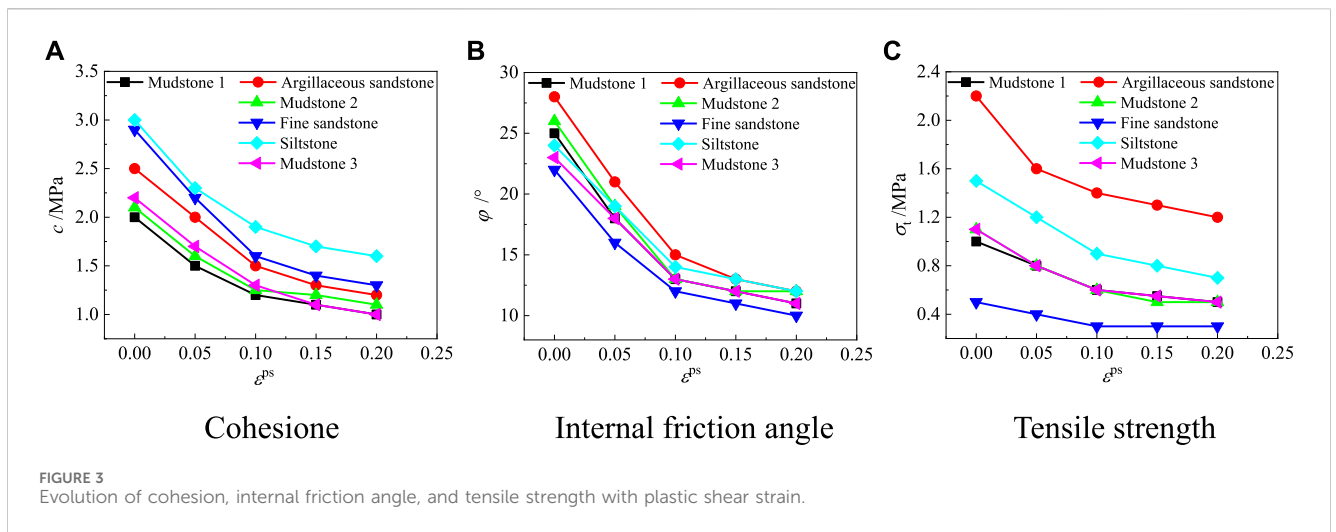 A
3.5
3.0
2.5
2.0
1.5
1.0
c /MPa
Mudstone 1
Argillaceous sandstone
Mudstone 2
Fine sandstone
Siltstone
Mudstone 3
0.00 0.05 0.10 0.15 0.20 0.25
εps
Cohesione
B
30
25
20
15
10
φ /°
Mudstone 1
Argillaceous sandstone
Mudstone 2
Fine sandstone
Siltstone
Mudstone 3
0.00 0.05 0.10 0.15 0.20 0.25
εps
Internal friction angle
C
2.4
2.0
1.6
1.2
0.8
0.4
σt /MPa
Mudstone 1
Argillaceous sandstone
Mudstone 2
Fine sandstone
Siltstone
Mudstone 3
0.00 0.05 0.10 0.15 0.20 0.25
εps
Tensile strength
FIGURE 3
Evolution of cohesion, internal friction angle, and tensile strength with plastic shear strain.